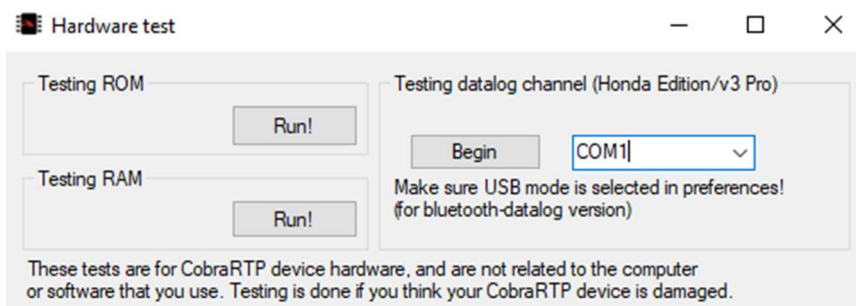 Hardware test
Testing ROM
Run!
Testing RAM
Run!
Testing datalog channel (Honda Edition/v3 Pro)
Begin
COM1
Make sure USB mode is selected in preferences!
(for bluetooth-datalog version)
These tests are for CobraRTP device hardware, and are not related to the computer
or software that you use. Testing is done if you think your CobraRTP device is damaged.